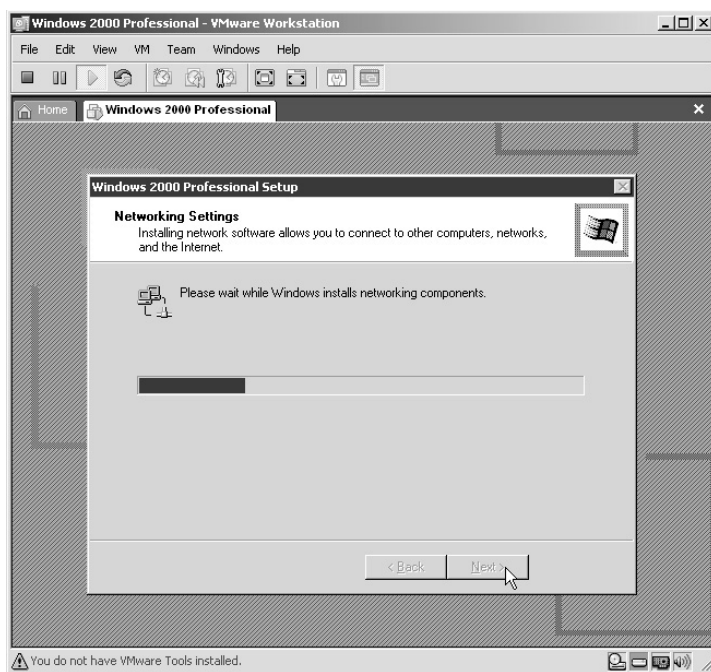 Windows 2000 Professional - VMware Workstation
File Edit View VM Team Windows Help
Home Windows 2000 Professional
Windows 2000 Professional Setup
Networking Settings
Installing network software allows you to connect to other computers, networks,
and the Internet.
Please wait while Windows installs networking components.
< Back Next >
You do not have VMware Tools installed.